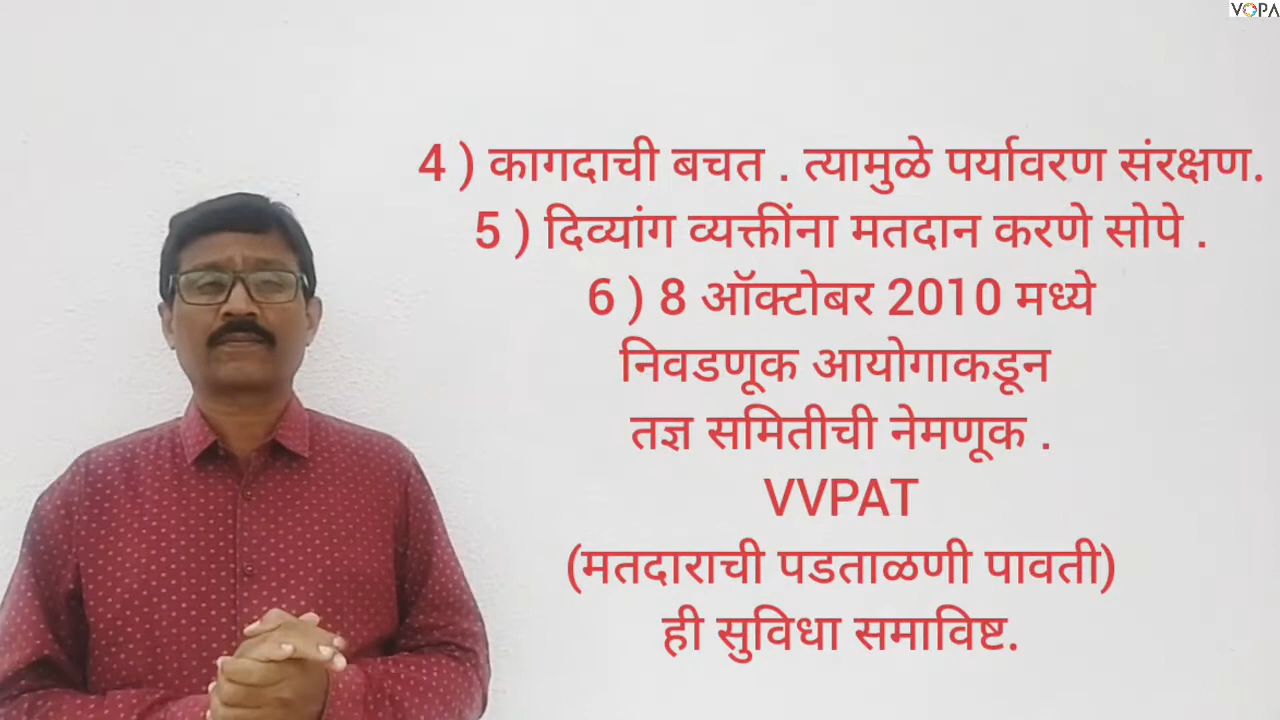 VOPA
4 ) कागदाची बचत . त्यामुळे पर्यावरण संरक्षण.
5 ) दिव्यांग व्यक्तींना मतदान करणे सोपे .
6 ) 8 ऑक्टोबर 2010 मध्ये
निवडणूक आयोगाकडून
तज्ञ समितीची नेमणूक .
VVPAT
(मतदाराची पडताळणी पावती)
ही सुविधा समाविष्ट.